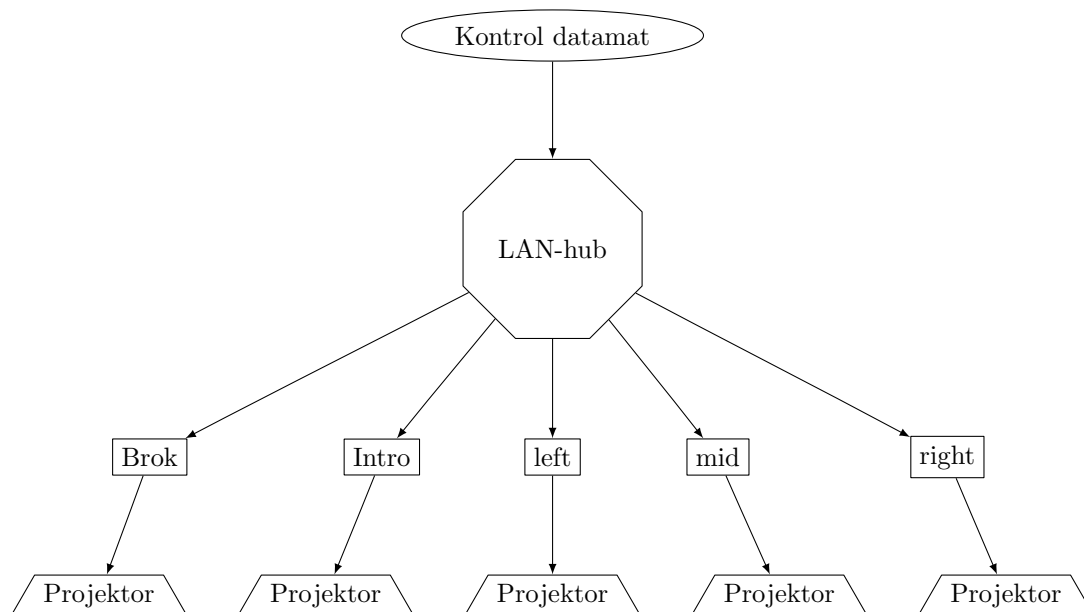 Kontrol datamat
LAN-hub
Brok
Intro
left
mid
right
Projektor
Projektor
Projektor
Projektor
Projektor